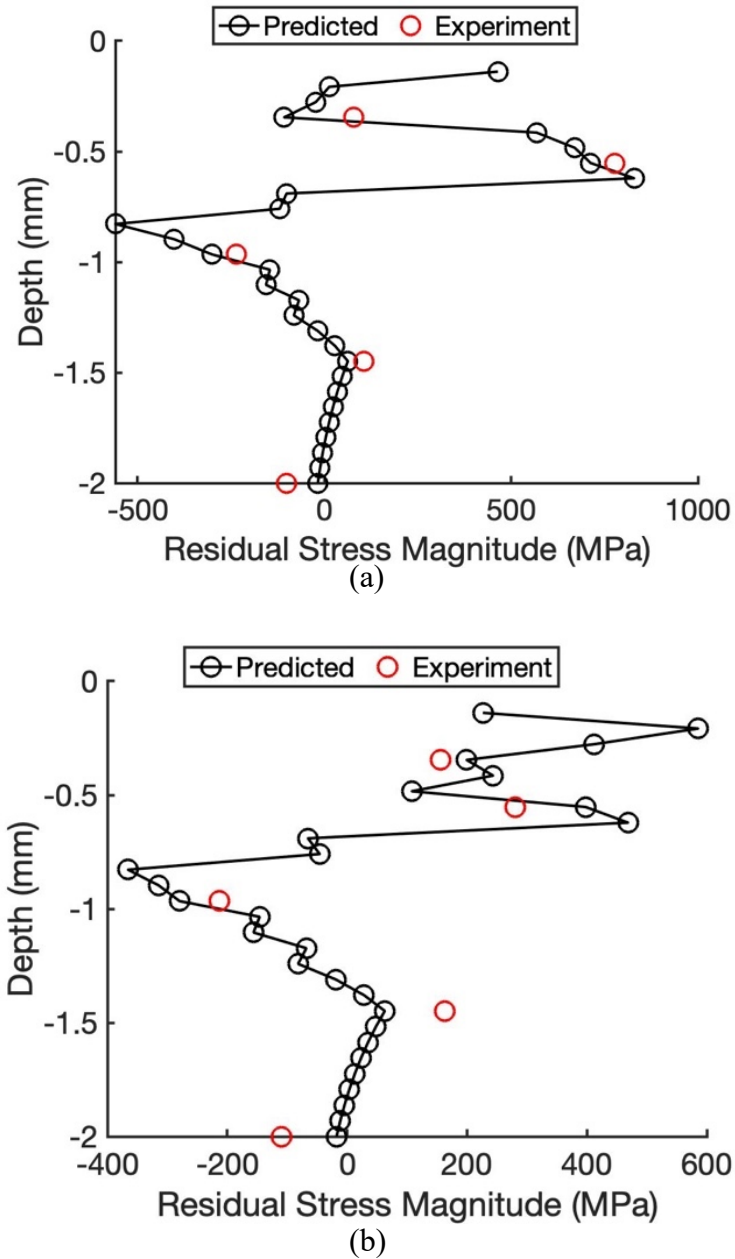 Predicted Experiment
0
-0.5
-1
-1.5
-2
Depth (mm)
-500 0 500 1000
Residual Stress Magnitude (MPa)
(a)
Predicted Experiment
0
-0.5
-1
-1.5
-2
Depth (mm)
-400 -200 0 200 400 600
Residual Stress Magnitude (MPa)
(b)